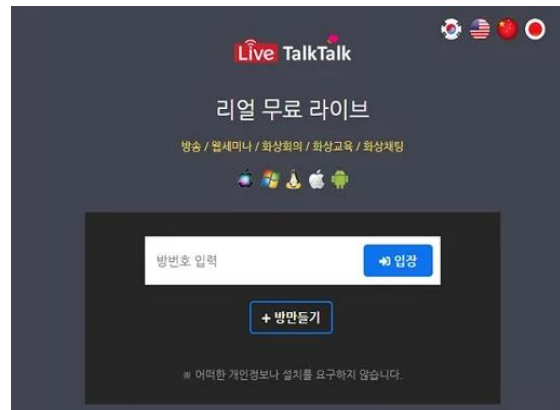 Live TalkTalk
리얼 무료 라이브
방송 / 웹세미나 / 화상회의 / 화상교육 / 화상채팅
방번호 입력 입장
+ 방만들기
※ 어떠한 개인정보나 설치를 요구하지 않습니다.